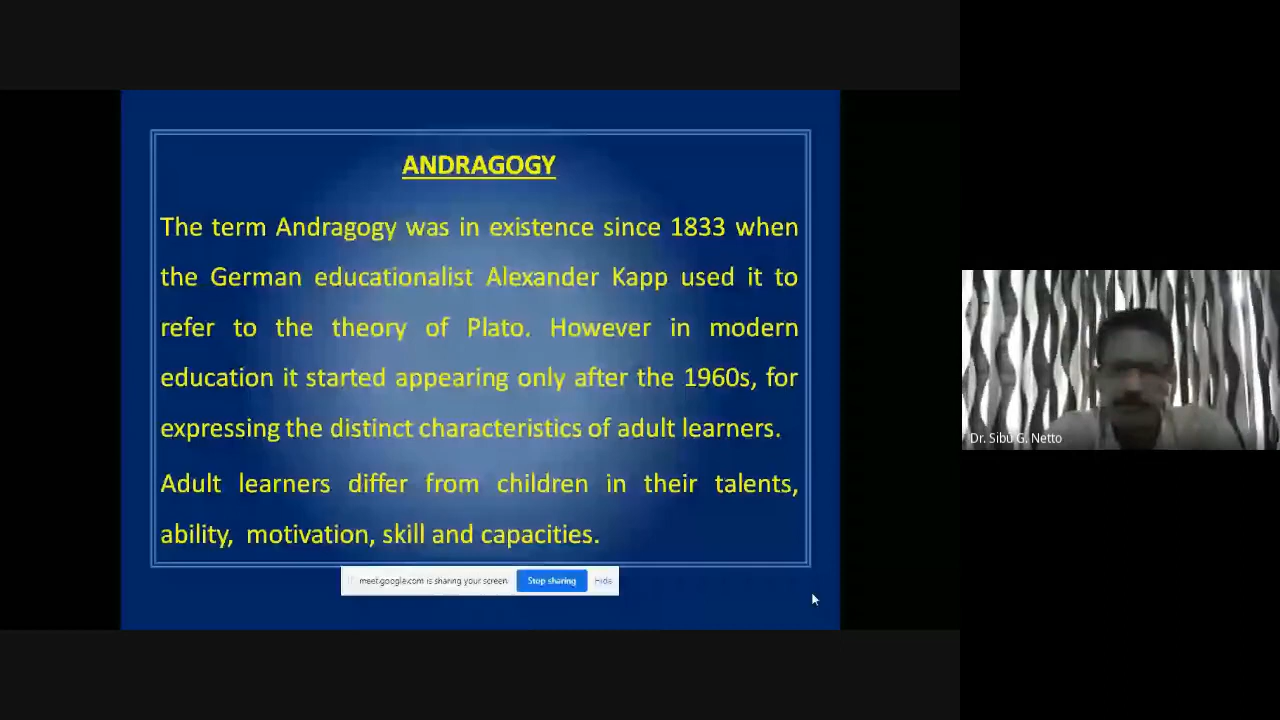 ANDRAGOGY
The term Andragogy was in existence since 1833 when
the German educationalist Alexander Kapp used it to
refer to the theory of Plato. However in modern
education it started appearing only after the 1960s, for
expressing the distinct characteristics of adult learners.
Adult learners differ from children in their talents,
ability, motivation, skill and capacities.
meet.google.com is sharing your screen Stop sharing Hide
Dr. Sibu G. Netto